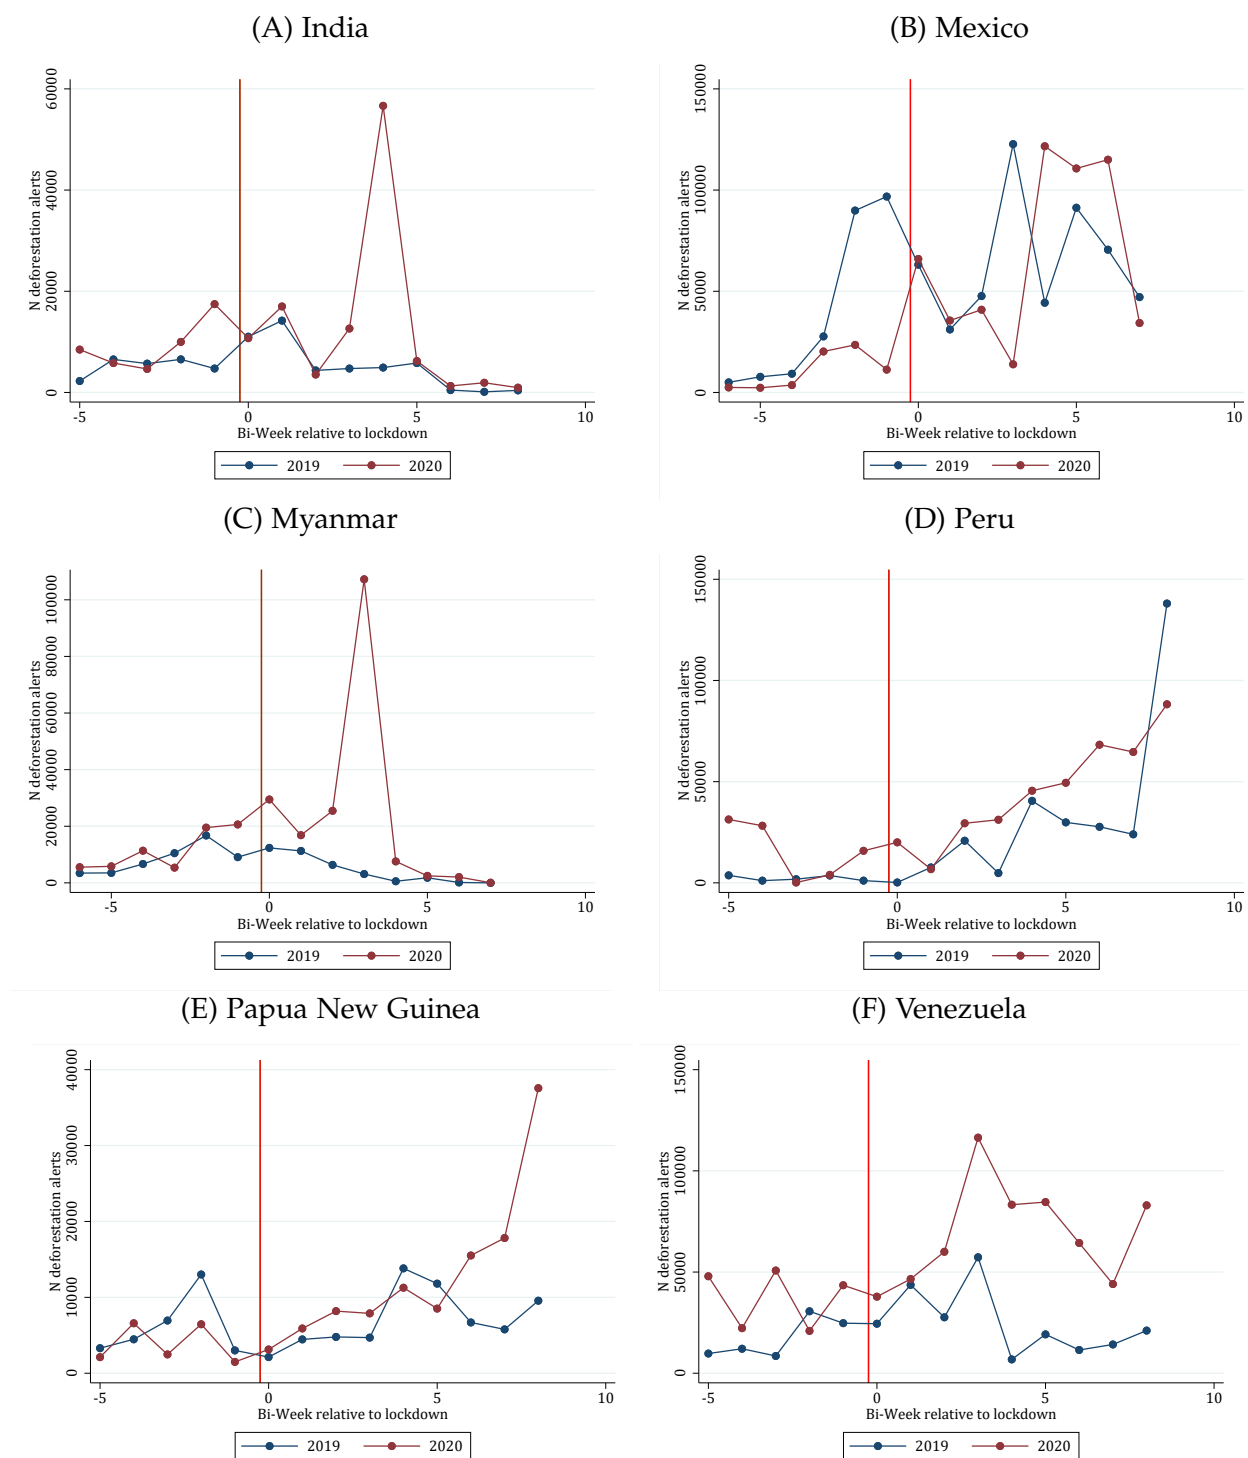 (A) India
N deforestation alerts
60000
40000
20000
0
-5 0 5 10
Bi-Week relative to lockdown
2019 2020
(B) Mexico
N deforestation alerts
150000
100000
50000
0
-5 0 5 10
Bi-Week relative to lockdown
2019 2020
(C) Myanmar
N deforestation alerts
100000
80000
60000
40000
20000
0
-5 0 5 10
Bi-Week relative to lockdown
2019 2020
(D) Peru
N deforestation alerts
150000
100000
50000
0
-5 0 5 10
Bi-Week relative to lockdown
2019 2020
(E) Papua New Guinea
N deforestation alerts
40000
30000
20000
10000
0
-5 0 5 10
Bi-Week relative to lockdown
2019 2020
(F) Venezuela
N deforestation alerts
150000
100000
50000
0
-5 0 5 10
Bi-Week relative to lockdown
2019 2020